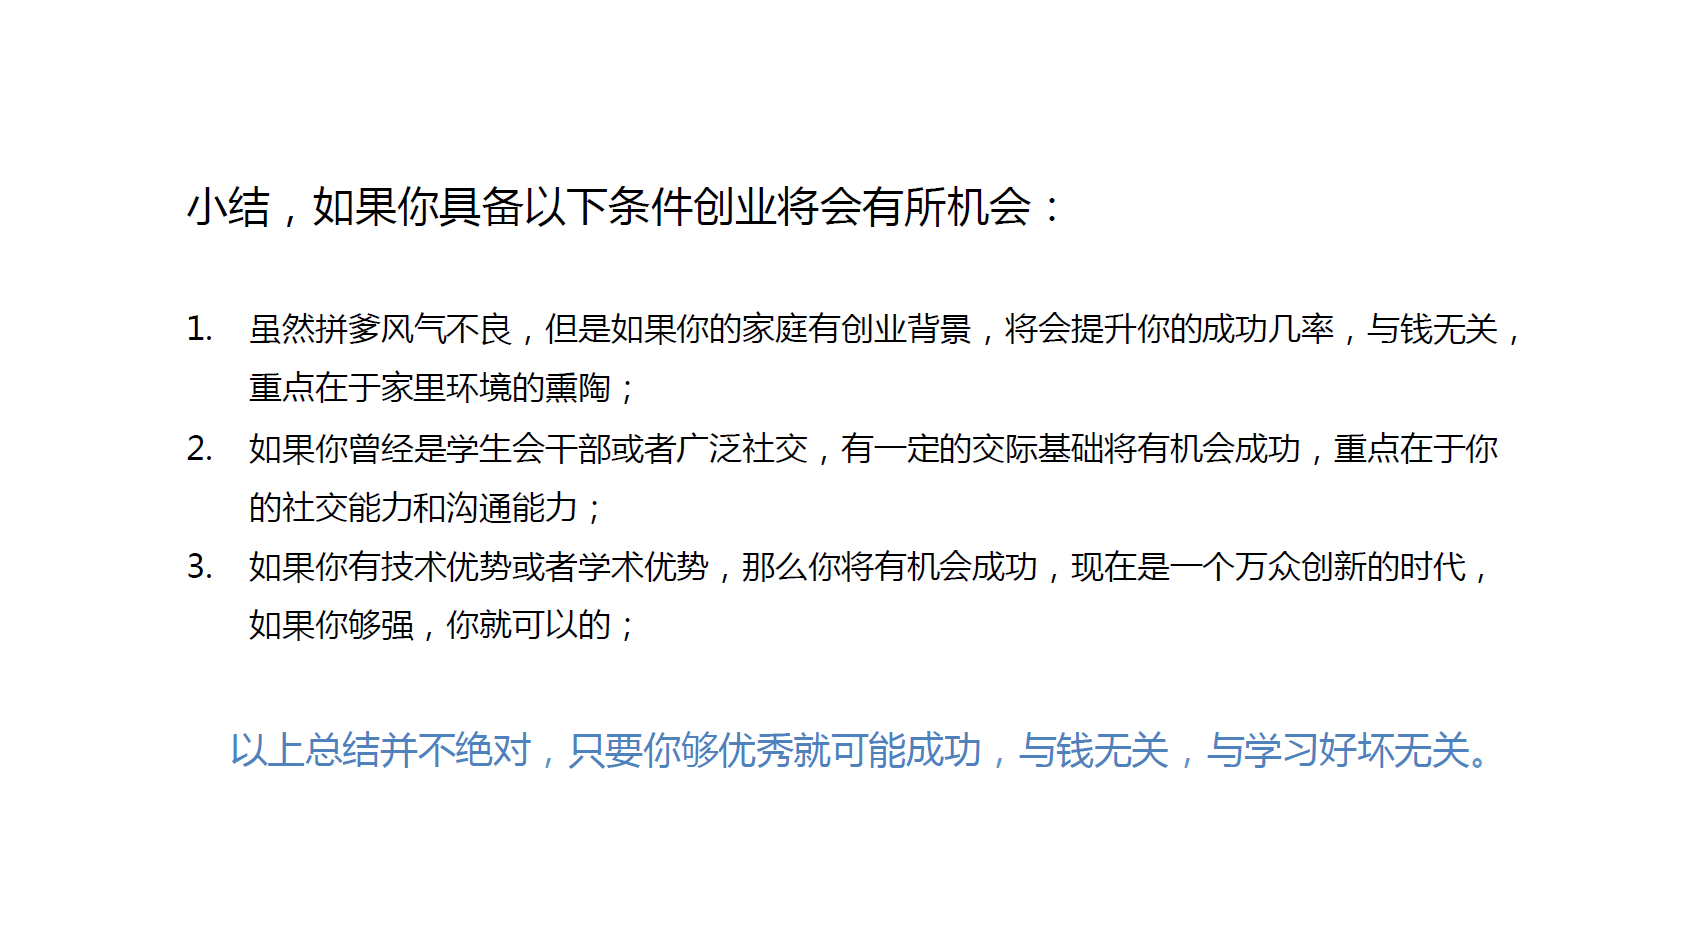 小结，如果你具备以下条件创业将会有所机会：
1. 虽然拼爹风气不良，但是如果你的家庭有创业背景，将会提升你的成功几率，与钱无关，
重点在于家里环境的熏陶；
2. 如果你曾经是学生会干部或者广泛社交，有一定的交际基础将有机会成功，重点在于你
的社交能力和沟通能力；
3. 如果你有技术优势或者学术优势，那么你将有机会成功，现在是一个万众创新的时代，
如果你够强，你就可以的；
以上总结并不绝对，只要你够优秀就可能成功，与钱无关，与学习好坏无关。